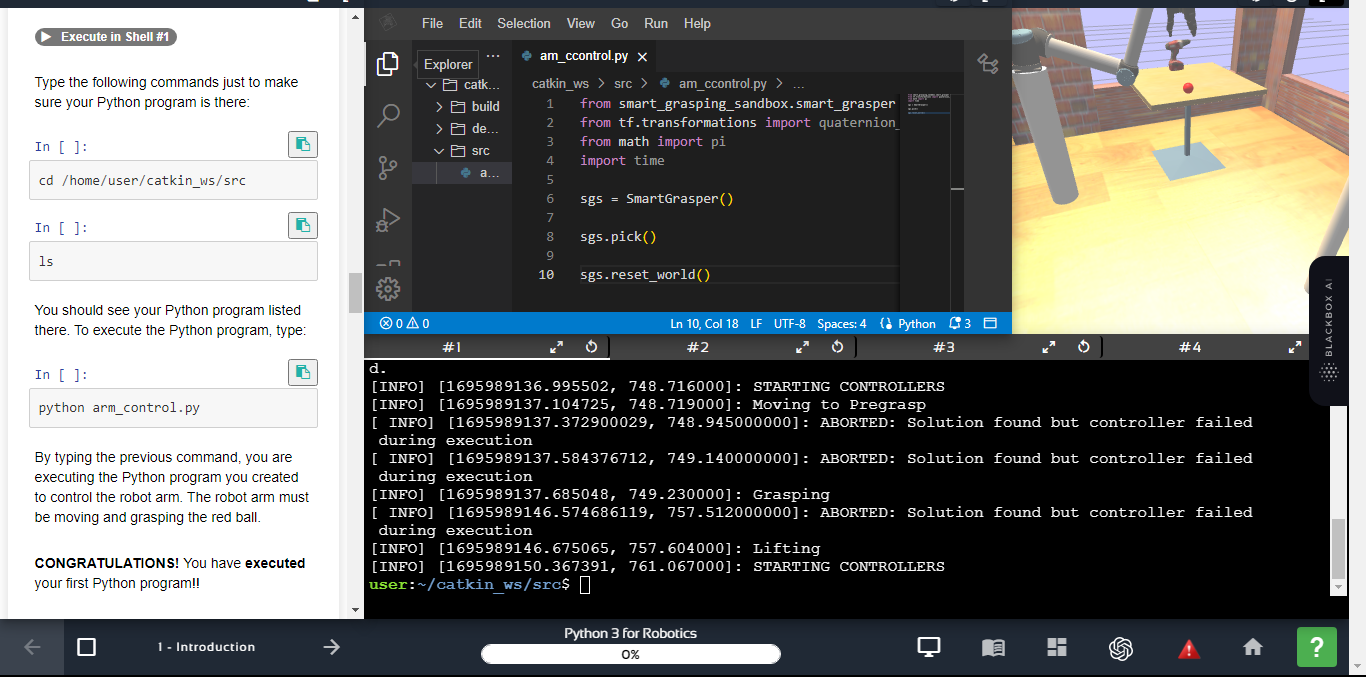 Execute in Shell #1
Type the following commands just to make
sure your Python program is there:
In [ ]:
cd /home/user/catkin_ws/src
In [ ]:
ls
You should see your Python program listed
there. To execute the Python program, type:
In [ ]:
python arm_control.py
By typing the previous command, you are
executing the Python program you created
to control the robot arm. The robot arm must
be moving and grasping the red ball.
CONGRATULATIONS! You have executed
your first Python program!!
File Edit Selection View Go Run Help
Explorer ...
catk...
build
de...
src
a...
am_ccontrol.py
catkin_ws > src > am_ccontrol.py > ...
1 from smart_grasping_sandbox.smart_grasper
2 from tf.transformations import quaternion_
3 from math import pi
4 import time
5
6 sgs = SmartGrasper()
7
8 sgs.pick()
9
10 sgs.reset_world()
0 0 Ln 10, Col 18 LF UTF-8 Spaces: 4 Python 3
BLACKBOX AI
#1 #2 #3 #4
d.
[INFO] [1695989136.995502, 748.716000]: STARTING CONTROLLERS
[INFO] [1695989137.104725, 748.719000]: Moving to Pregrasp
[ INFO] [1695989137.372900029, 748.945000000]: ABORTED: Solution found but controller failed
during execution
[ INFO] [1695989137.584376712, 749.140000000]: ABORTED: Solution found but controller failed
during execution
[INFO] [1695989137.685048, 749.230000]: Grasping
[ INFO] [1695989146.574686119, 757.512000000]: ABORTED: Solution found but controller failed
during execution
[INFO] [1695989146.675065, 757.604000]: Lifting
[INFO] [1695989150.367391, 761.067000]: STARTING CONTROLLERS
user:~/catkin_ws/src$
1 - Introduction
Python 3 for Robotics
0%
?